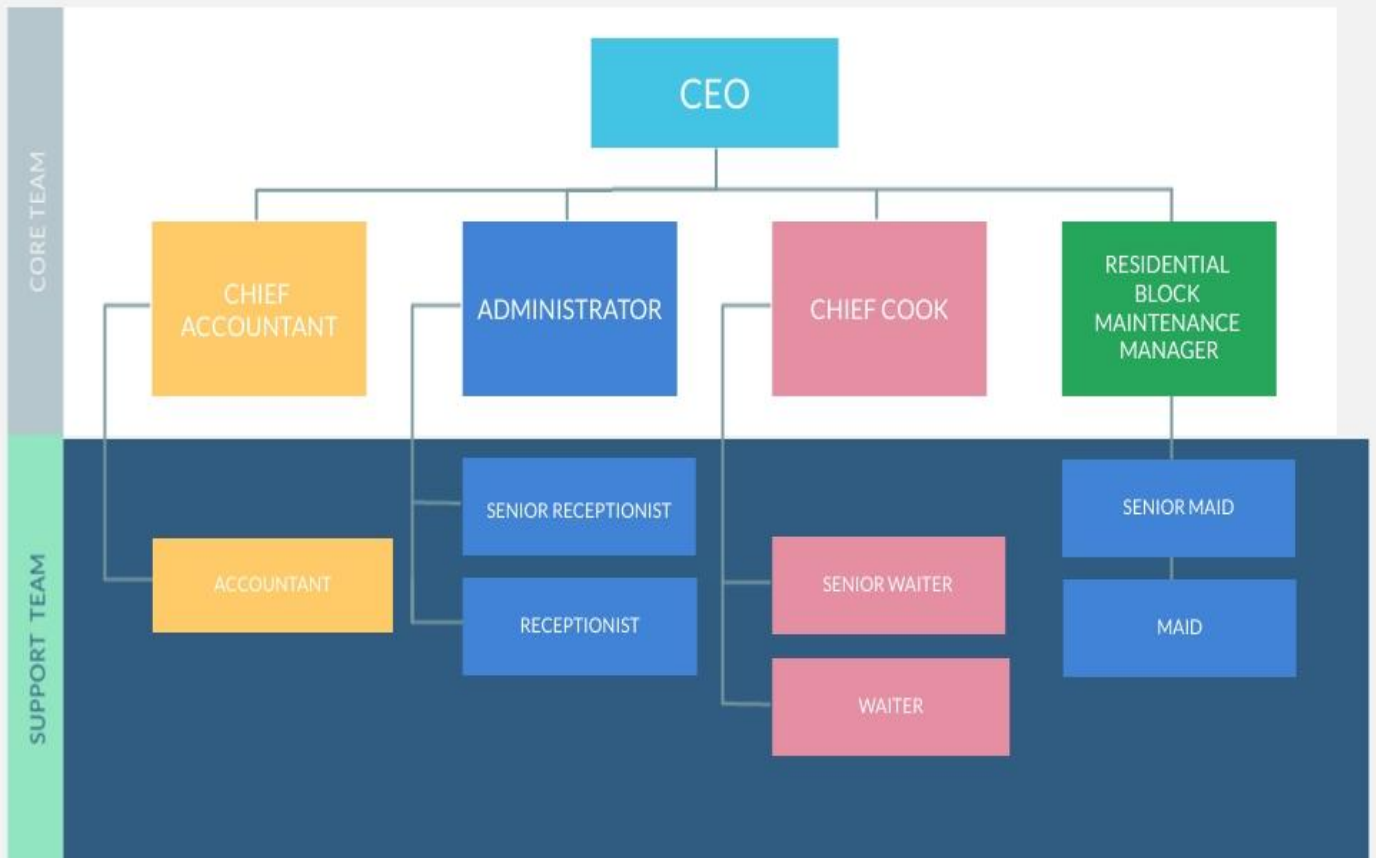 CORE TEAM
CEO
CHIEF
ACCOUNTANT
ADMINISTRATOR
CHIEF COOK
RESIDENTIAL
BLOCK
MAINTENANCE
MANAGER
SUPPORT TEAM
ACCOUNTANT
SENIOR RECEPTIONIST
RECEPTIONIST
SENIOR WAITER
WAITER
SENIOR MAID
MAID